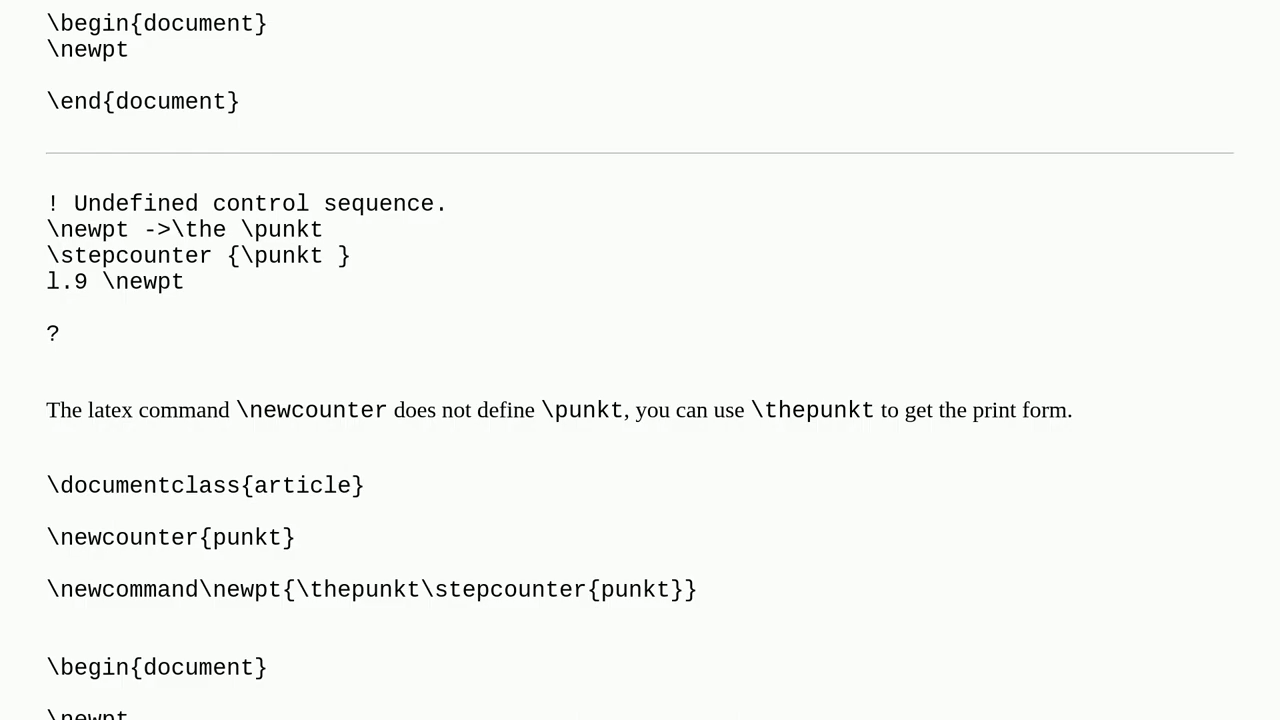 \begin{document}
\newpt
\end{document}
! Undefined control sequence.
\newpt ->\the \punkt
\stepcounter {\punkt }
l.9 \newpt
?
The latex command \newcounter does not define \punkt, you can use \thepunkt to get the print form.
\documentclass{article}
\newcounter{punkt}
\newcommand\newpt{\thepunkt\stepcounter{punkt}}
\begin{document}
\newpt